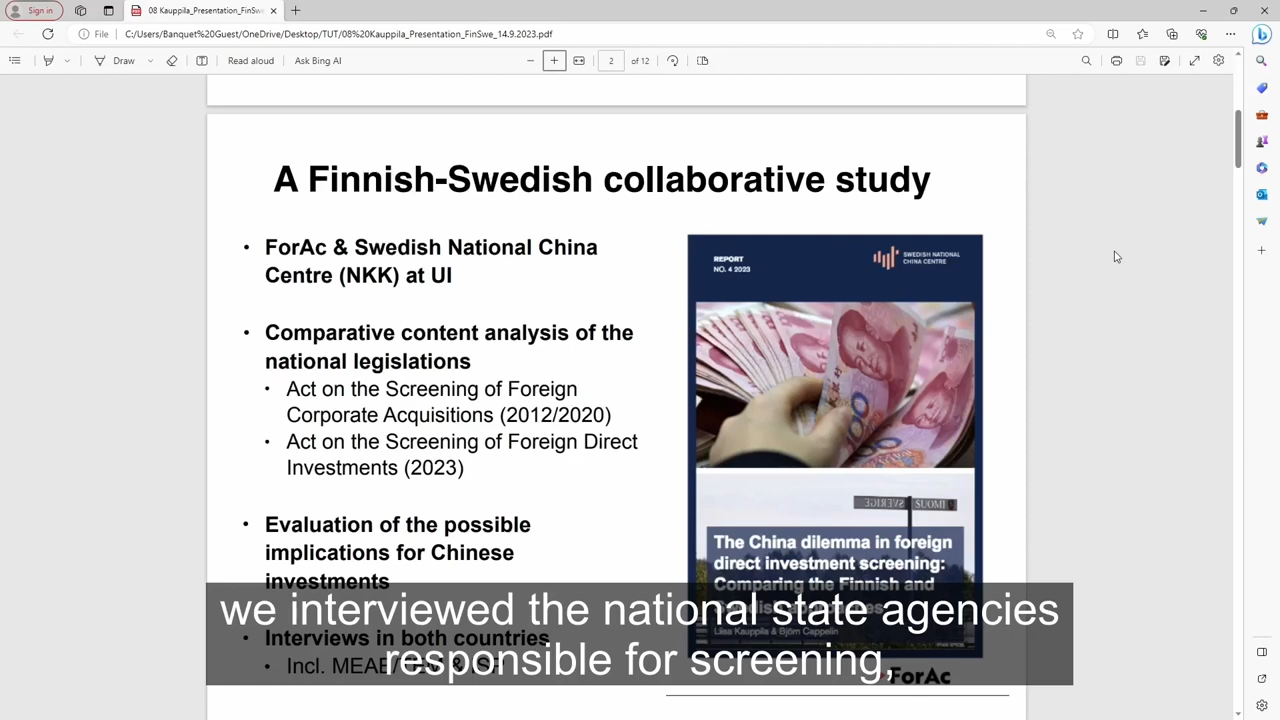 Sign in
08 Kauppila_Presentation_FinSwe
File
C:/Users/Banquet%20Guest/OneDrive/Desktop/TUT/08%20Kauppila_Presentation_FinSwe_14.9.2023.pdf
Draw
Read aloud
Ask Bing AI
2
of 12
A Finnish-Swedish collaborative study
• ForAc & Swedish National China
Centre (NKK) at UI
• Comparative content analysis of the
national legislations
• Act on the Screening of Foreign
Corporate Acquisitions (2012/2020)
• Act on the Screening of Foreign Direct
Investments (2023)
• Evaluation of the possible
implications for Chinese
investments
• Interviews in both countries
• Incl. MEAE/
REPORT
NO. 4 2023
SWEDISH NATIONAL
CHINA CENTRE
SVERIGE
SUOMI
The China dilemma in foreign
direct investment screening:
Comparing the Finnish and
Liisa Kauppila & Björn Cappelin
ForAc
we interviewed the national state agencies
responsible for screening,